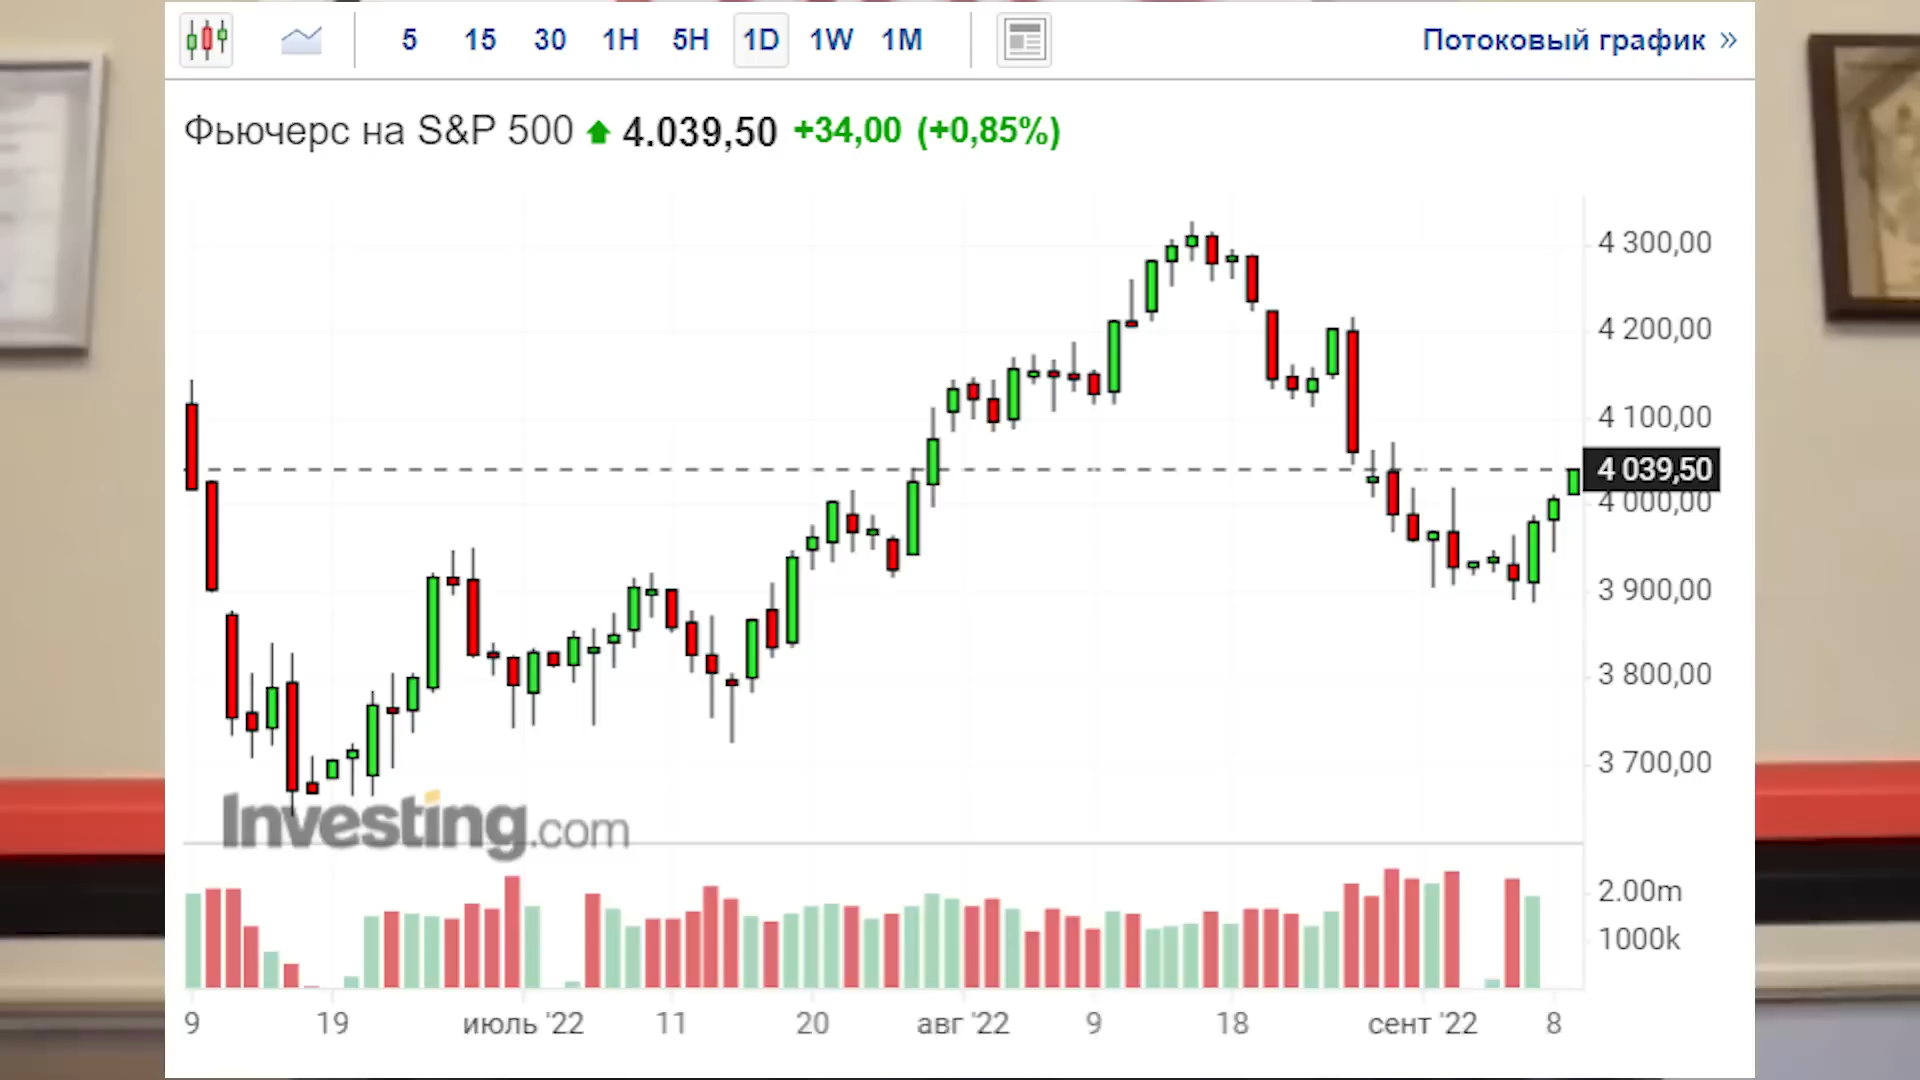 5 15 30 1H 5H 1D 1W 1M Потоковый график »
Фьючерс на S&P 500 4.039,50 +34,00 (+0,85%)
4 300,00
4 200,00
4 100,00
4 039,50
4 000,00
3 900,00
3 800,00
3 700,00
Investing.com
2.00m
1000k
9 19 июль '22 11 20 авг '22 9 18 сент '22 8